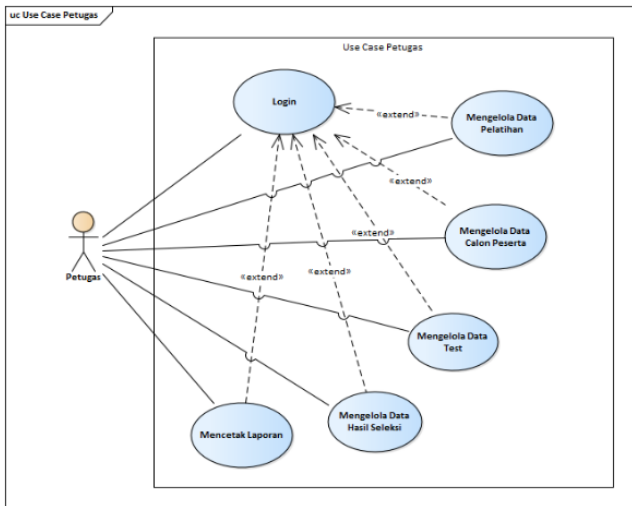 uc Use Case Petugas
Use Case Petugas
Login
«extend»
Mengelola Data
Pelatihan
«extend»
Mengelola Data
Calon Peserta
«extend»
«extend»
«extend»
Petugas
Mengelola Data
Test
Mengelola Data
Hasil Seleksi
Mencetak Laporan